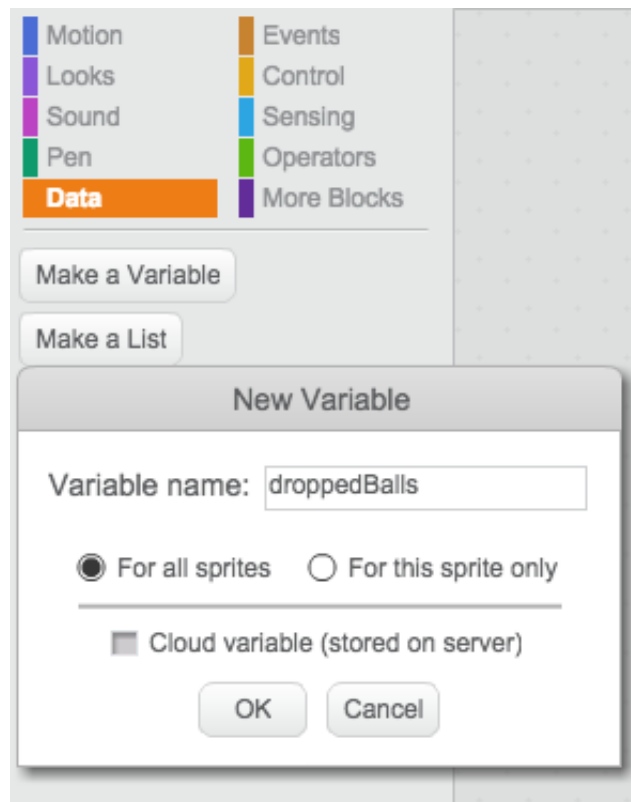 Motion
Events
Looks
Control
Sound
Sensing
Pen
Operators
Data
More Blocks
Make a Variable
Make a List
New Variable
Variable name: droppedBalls
For all sprites For this sprite only
Cloud variable (stored on server)
OK Cancel